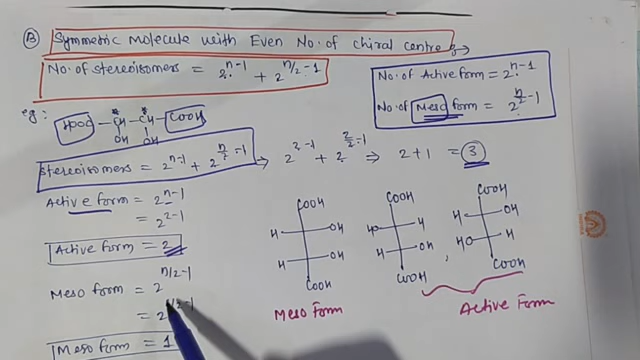 Ⓑ Symmetric molecule with Even No. of chiral centre
No. of stereoisomers = 2^n-1 + 2^n/2-1
No. of Active form = 2^n-1
No. of Meso form = 2^n/2-1
eg:
HOOC-CH-CH-COOH
* *
OH OH
Stereoisomers = 2^n-1 + 2^n/2-1 → 2^2-1 + 2^2/2-1 ⇒ 2+1 = 3
Active form = 2^n-1
= 2^2-1
Active form = 2
Meso form = 2^n/2-1
= 2
Meso form = 1
COOH
H OH
H OH
COOH
Meso Form
COOH
HO H
H OH
COOH
,
COOH
H OH
HO H
COOH
Active Form